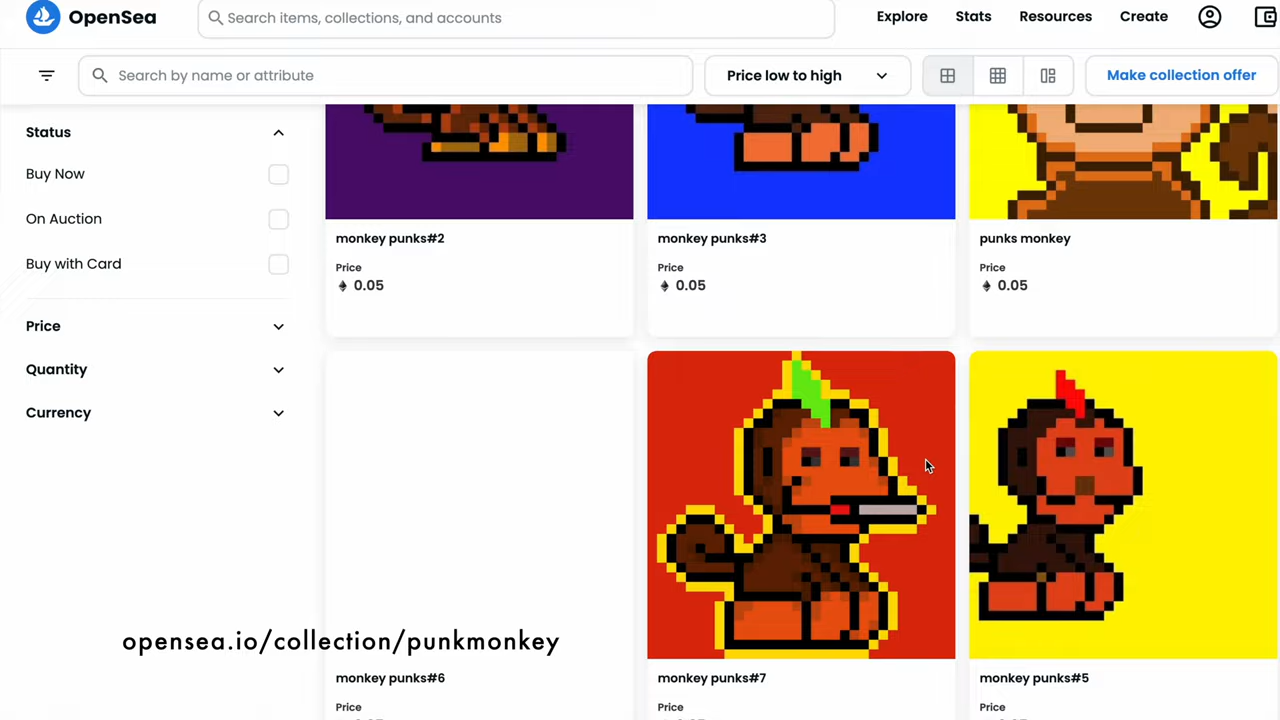 OpenSea
Search items, collections, and accounts
Explore
Stats
Resources
Create
Search by name or attribute
Price low to high
Make collection offer
Status
Buy Now
On Auction
Buy with Card
Price
Quantity
Currency
monkey punks#2
Price
0.05
monkey punks#3
Price
0.05
punks monkey
Price
0.05
opensea.io/collection/punkmonkey
monkey punks#6
Price
monkey punks#7
Price
monkey punks#5
Price